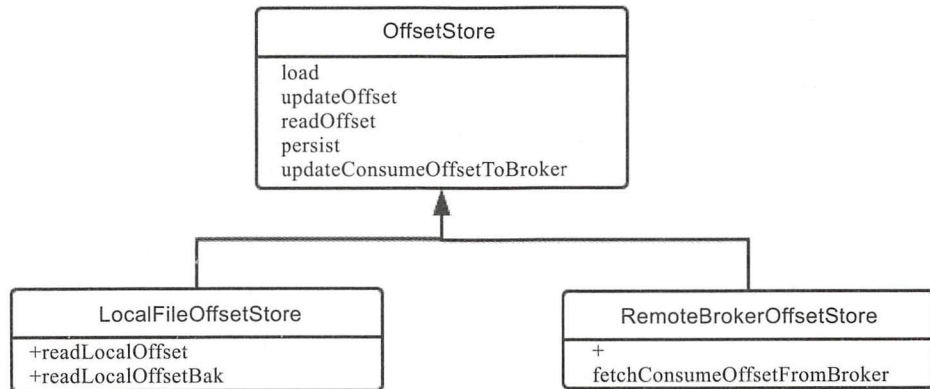 OffsetStore
load
updateOffset
readOffset
persist
updateConsumeOffsetToBroker
LocalFileOffsetStore
+readLocalOffset
+readLocalOffsetBak
RemoteBrokerOffsetStore
+
fetchConsumeOffsetFromBroker